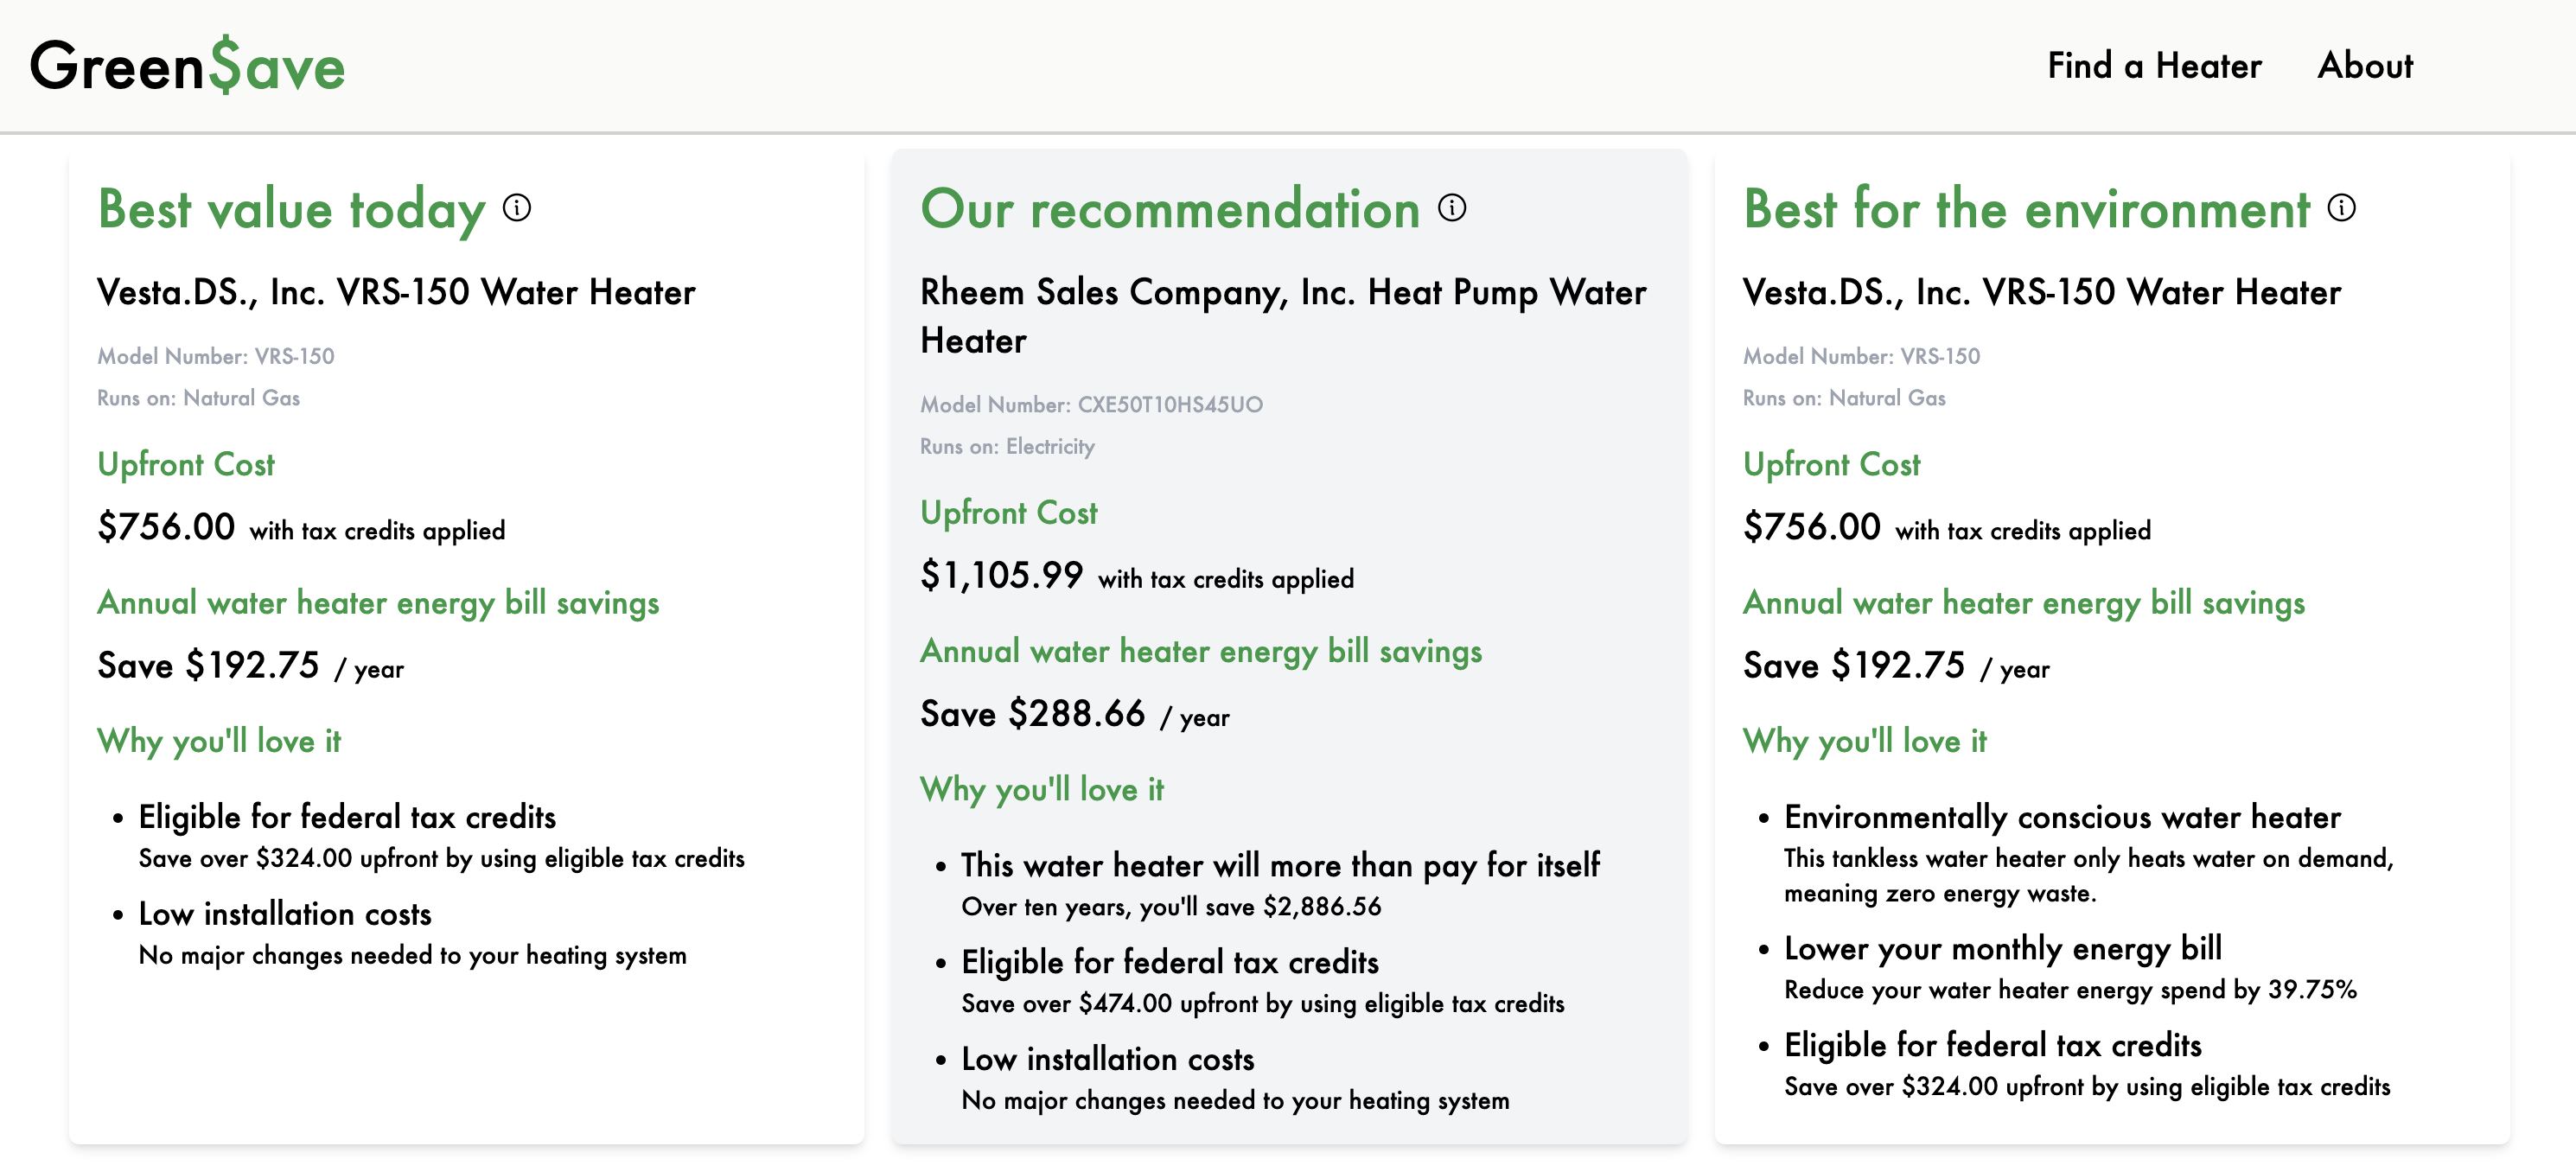 Green$ave
Find a Heater
About
Best value today
Vesta.DS., Inc. VRS-150 Water Heater
Model Number: VRS-150
Runs on: Natural Gas
Upfront Cost
$756.00 with tax credits applied
Annual water heater energy bill savings
Save $192.75 / year
Why you'll love it
• Eligible for federal tax credits
Save over $324.00 upfront by using eligible tax credits
• Low installation costs
No major changes needed to your heating system
Our recommendation
Rheem Sales Company, Inc. Heat Pump Water
Heater
Model Number: CXE50T10HS45UO
Runs on: Electricity
Upfront Cost
$1,105.99 with tax credits applied
Annual water heater energy bill savings
Save $288.66 / year
Why you'll love it
• This water heater will more than pay for itself
Over ten years, you'll save $2,886.56
• Eligible for federal tax credits
Save over $474.00 upfront by using eligible tax credits
• Low installation costs
No major changes needed to your heating system
Best for the environment
Vesta.DS., Inc. VRS-150 Water Heater
Model Number: VRS-150
Runs on: Natural Gas
Upfront Cost
$756.00 with tax credits applied
Annual water heater energy bill savings
Save $192.75 / year
Why you'll love it
• Environmentally conscious water heater
This tankless water heater only heats water on demand,
meaning zero energy waste.
• Lower your monthly energy bill
Reduce your water heater energy spend by 39.75%
• Eligible for federal tax credits
Save over $324.00 upfront by using eligible tax credits